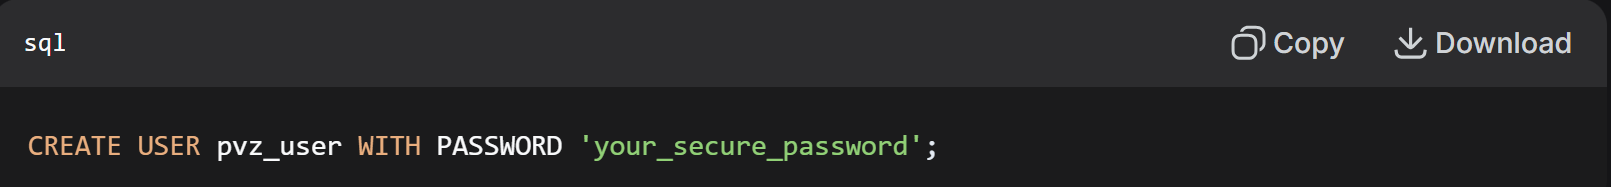 sql
Copy
Download
CREATE USER pvz_user WITH PASSWORD 'your_secure_password';